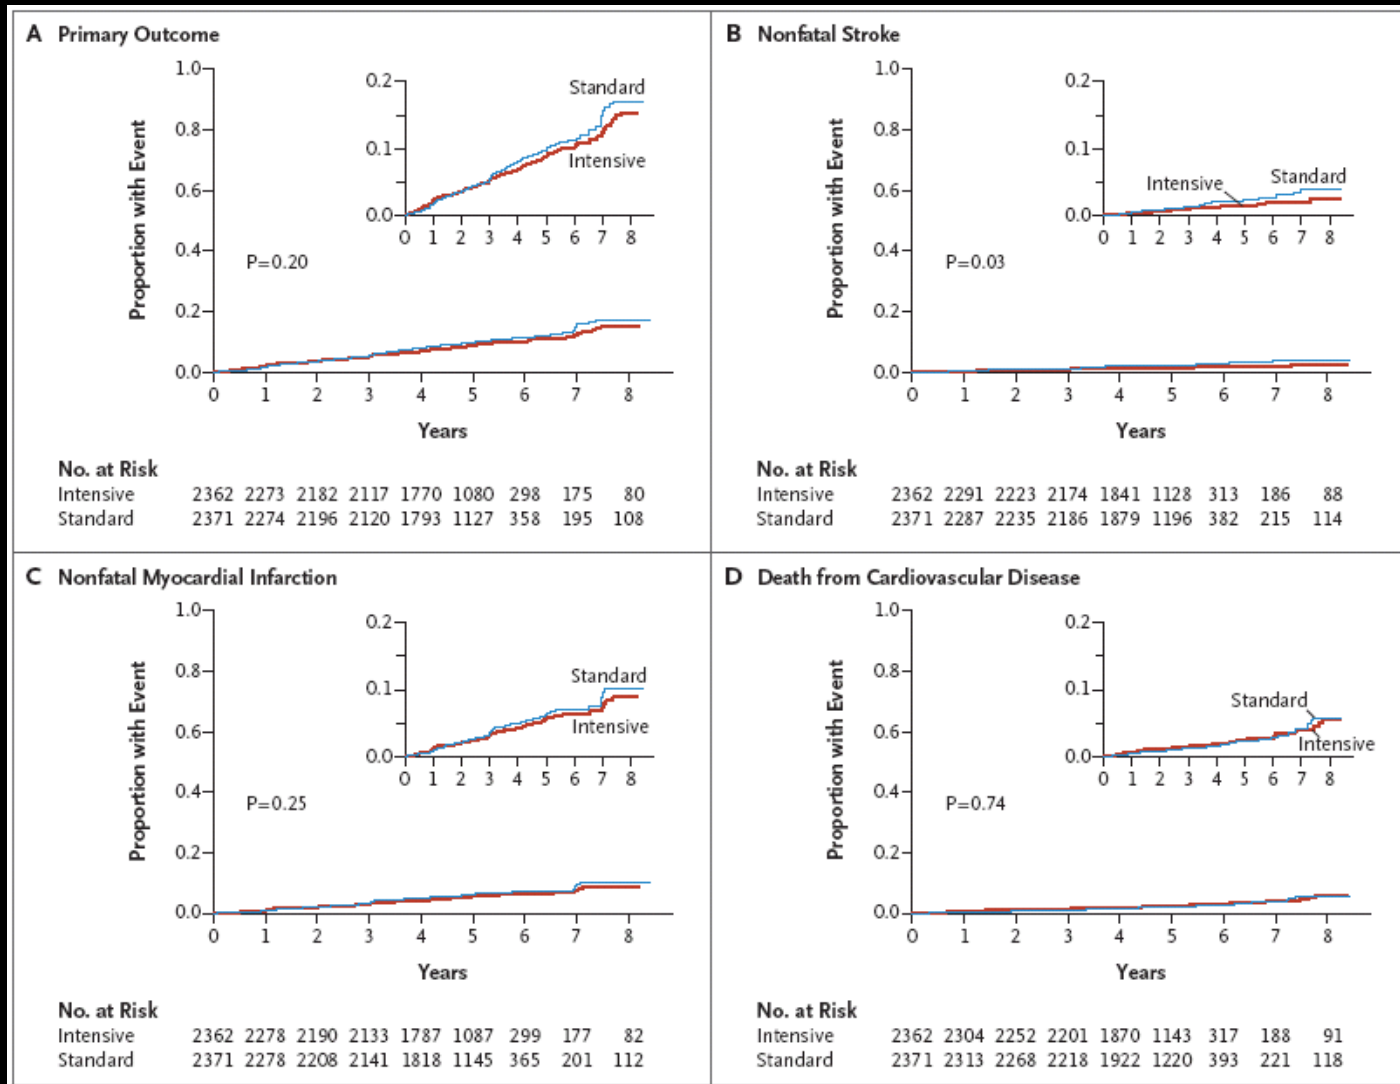 A Primary Outcome
1.0
0.8
0.6
0.4
0.2
0.0
Proportion with Event
0.2
0.1
0.0
Standard
Intensive
0 1 2 3 4 5 6 7 8
P=0.20
0 1 2 3 4 5 6 7 8
Years
No. at Risk
Intensive 2362 2273 2182 2117 1770 1080 298 175 80
Standard 2371 2274 2196 2120 1793 1127 358 195 108
B Nonfatal Stroke
1.0
0.8
0.6
0.4
0.2
0.0
Proportion with Event
0.2
0.1
0.0
Intensive
Standard
0 1 2 3 4 5 6 7 8
P=0.03
0 1 2 3 4 5 6 7 8
Years
No. at Risk
Intensive 2362 2291 2223 2174 1841 1128 313 186 88
Standard 2371 2287 2235 2186 1879 1196 382 215 114
C Nonfatal Myocardial Infarction
1.0
0.8
0.6
0.4
0.2
0.0
Proportion with Event
0.2
0.1
0.0
Standard
Intensive
0 1 2 3 4 5 6 7 8
P=0.25
0 1 2 3 4 5 6 7 8
Years
No. at Risk
Intensive 2362 2278 2190 2133 1787 1087 299 177 82
Standard 2371 2278 2208 2141 1818 1145 365 201 112
D Death from Cardiovascular Disease
1.0
0.8
0.6
0.4
0.2
0.0
Proportion with Event
0.2
0.1
0.0
Standard
Intensive
0 1 2 3 4 5 6 7 8
P=0.74
0 1 2 3 4 5 6 7 8
Years
No. at Risk
Intensive 2362 2304 2252 2201 1870 1143 317 188 91
Standard 2371 2313 2268 2218 1922 1220 393 221 118